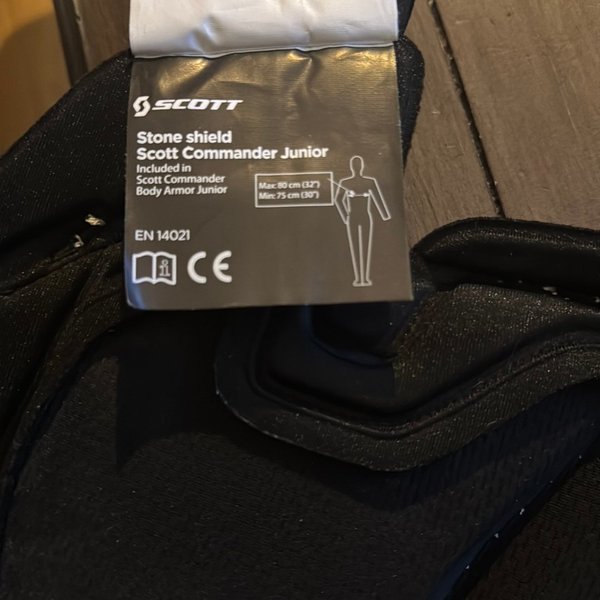 SCOTT
Stone shield
Scott Commander Junior
Included in
Scott Commander
Body Armor Junior
Max: 80 cm (32")
Min: 75 cm (30")
EN 14021
i
CE